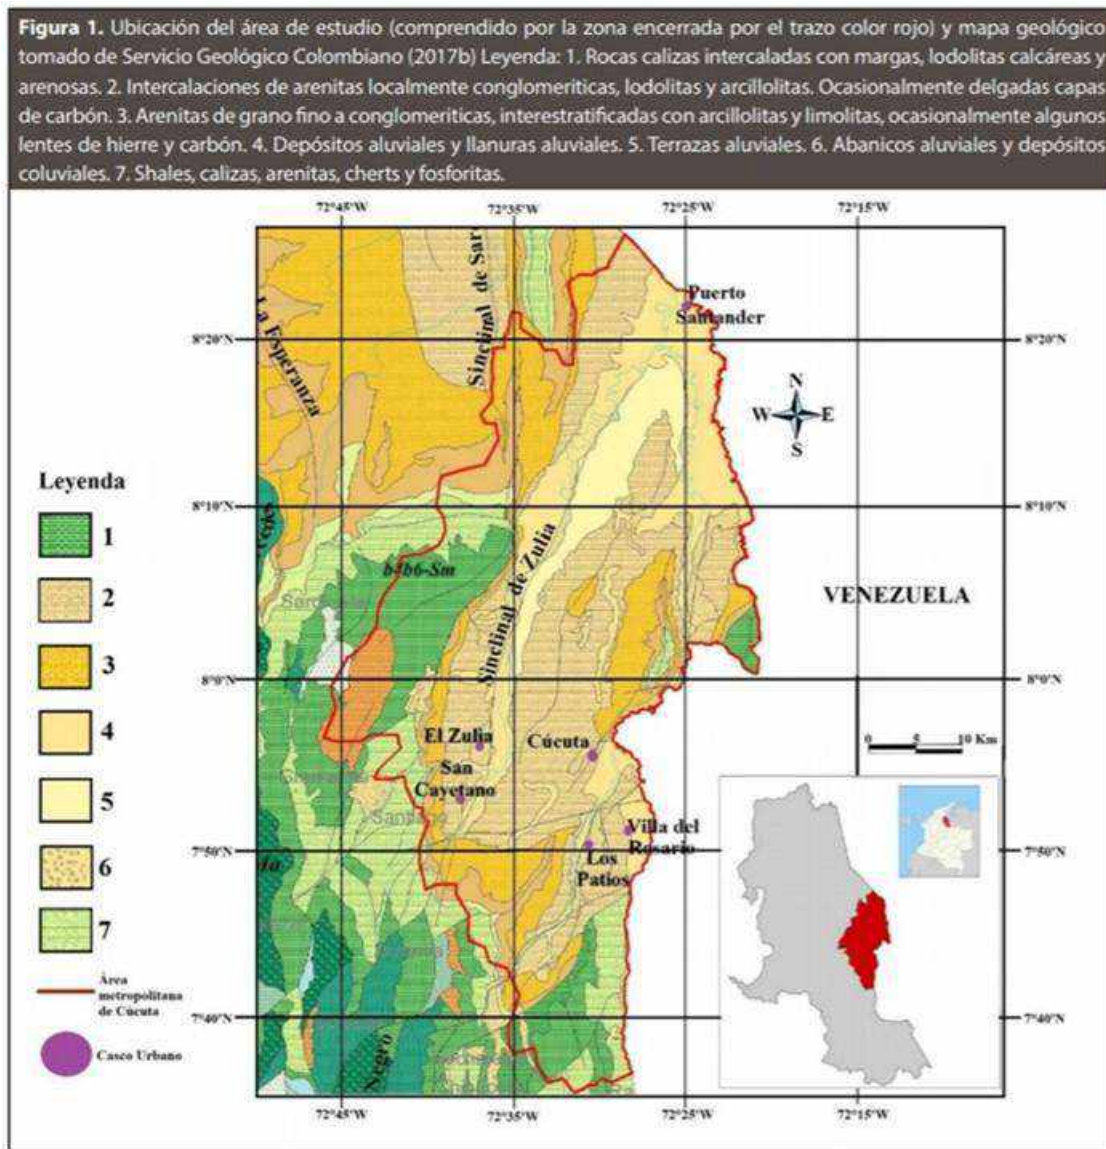 Figura 1. Ubicación del área de estudio (comprendido por la zona encerrada por el trazo color rojo) y mapa geológico
tomado de Servicio Geológico Colombiano (2017b) Leyenda: 1. Rocas calizas intercaladas con margas, lodolitas calcáreas y
arenosas. 2. Intercalaciones de arenitas localmente conglomeríticas, lodolitas y arcillolitas. Ocasionalmente delgadas capas
de carbón. 3. Arenitas de grano fino a conglomeríticas, interestratificadas con arcillolitas y limolitas, ocasionalmente algunos
lentes de hierre y carbón. 4. Depósitos aluviales y llanuras aluviales. 5. Terrazas aluviales. 6. Abanicos aluviales y depósitos
coluviales. 7. Shales, calizas, arenitas, cherts y fosforitas.
72°45'W 72°35'W 72°25'W 72°15'W
Sinclinal de Sar
Puerto
Santander
La Esperanza
8°20'N 8°20'N
N
W E
S
Leyenda
1
2
3
4
5
6
7
Área
metropolitana
de Cúcuta
Casco Urbano
8°10'N 8°10'N
b4b6-Sm
Sinclinal de Zulia
VENEZUELA
8°0'N 8°0'N
El Zulia
Cúcuta
San
Cayetano
0 5 10 Km
Santiago
Villa del
Rosario
Los
Patios
7°50'N 7°50'N
7°40'N 7°40'N
Negro
72°45'W 72°35'W 72°25'W 72°15'W